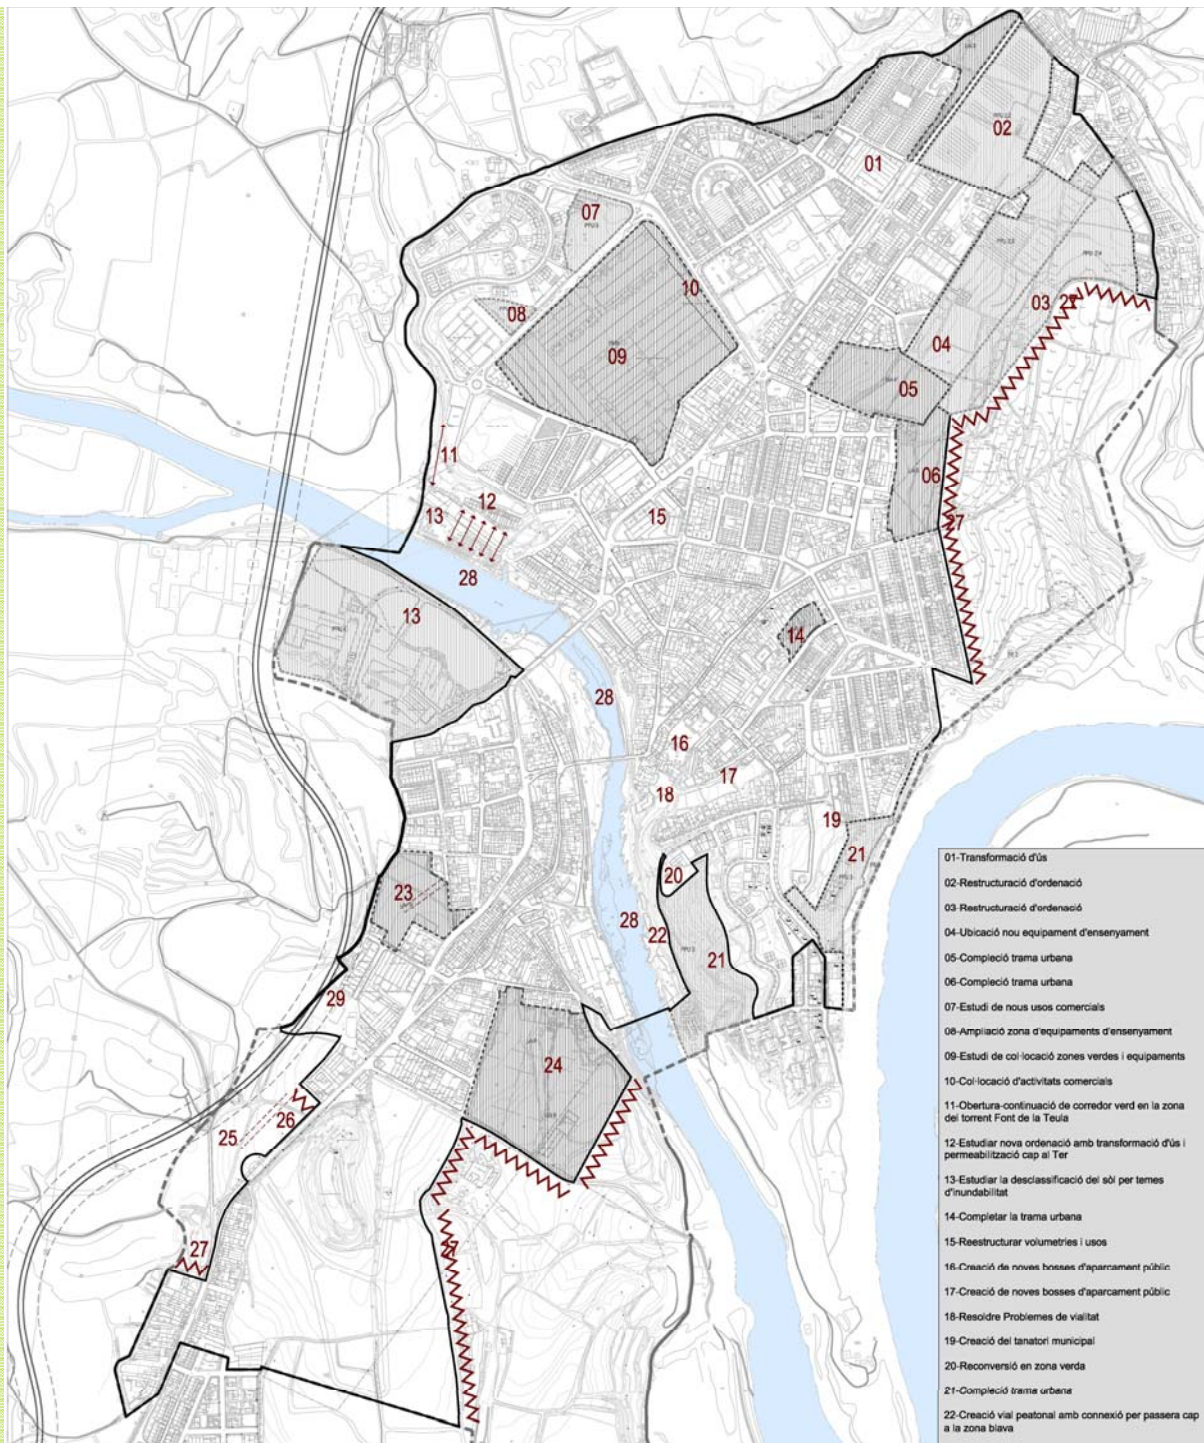 01
02
07
10
03
27
08
09
04
05
11
06
12
13
15
27
28
13
14
28
16
17
18
19
21
20
23
28
22
21
29
24
25
26
27
27
01-Transformació d'ús
02-Restructuració d'ordenació
03-Restructuració d'ordenació
04-Ubicació nou equipament d'ensenyament
05-Compleció trama urbana
06-Compleció trama urbana
07-Estudi de nous usos comercials
08-Ampliació zona d'equipaments d'ensenyament
09-Estudi de col·locació zones verdes i equipaments
10-Col·locació d'activitats comercials
11-Obertura-continuació de corredor verd en la zona
del torrent Font de la Teula
12-Estudiar nova ordenació amb transformació d'ús i
permeabilització cap al Ter
13-Estudiar la desclassificació del sòl per temes
d'inundabilitat
14-Completar la trama urbana
15-Reestructurar volumetries i usos
16-Creació de noves bosses d'aparcament públic
17-Creació de noves bosses d'aparcament públic
18-Resoldre Problemes de vialitat
19-Creació del tanatori municipal
20-Reconversió en zona verda
21-Compleció trama urbana
22-Creació vial peatonal amb connexió per passera cap
a la zona blava